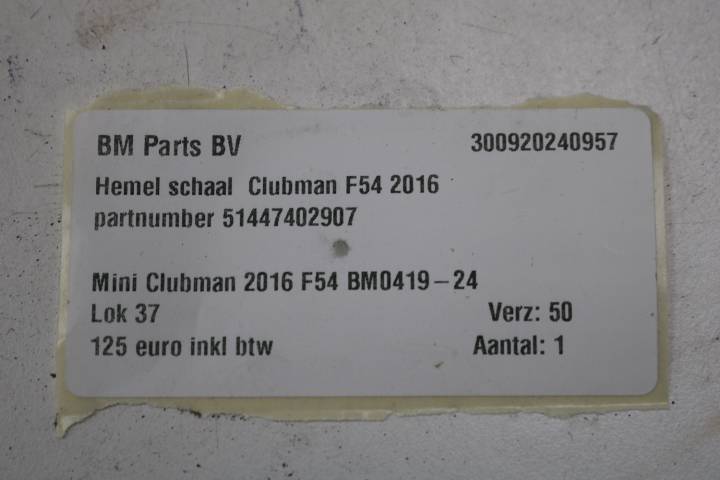 BM Parts BV 300920240957
Hemel schaal Clubman F54 2016
partnumber 51447402907
Mini Clubman 2016 F54 BM0419-24
Lok 37 Verz: 50
125 euro inkl btw Aantal: 1